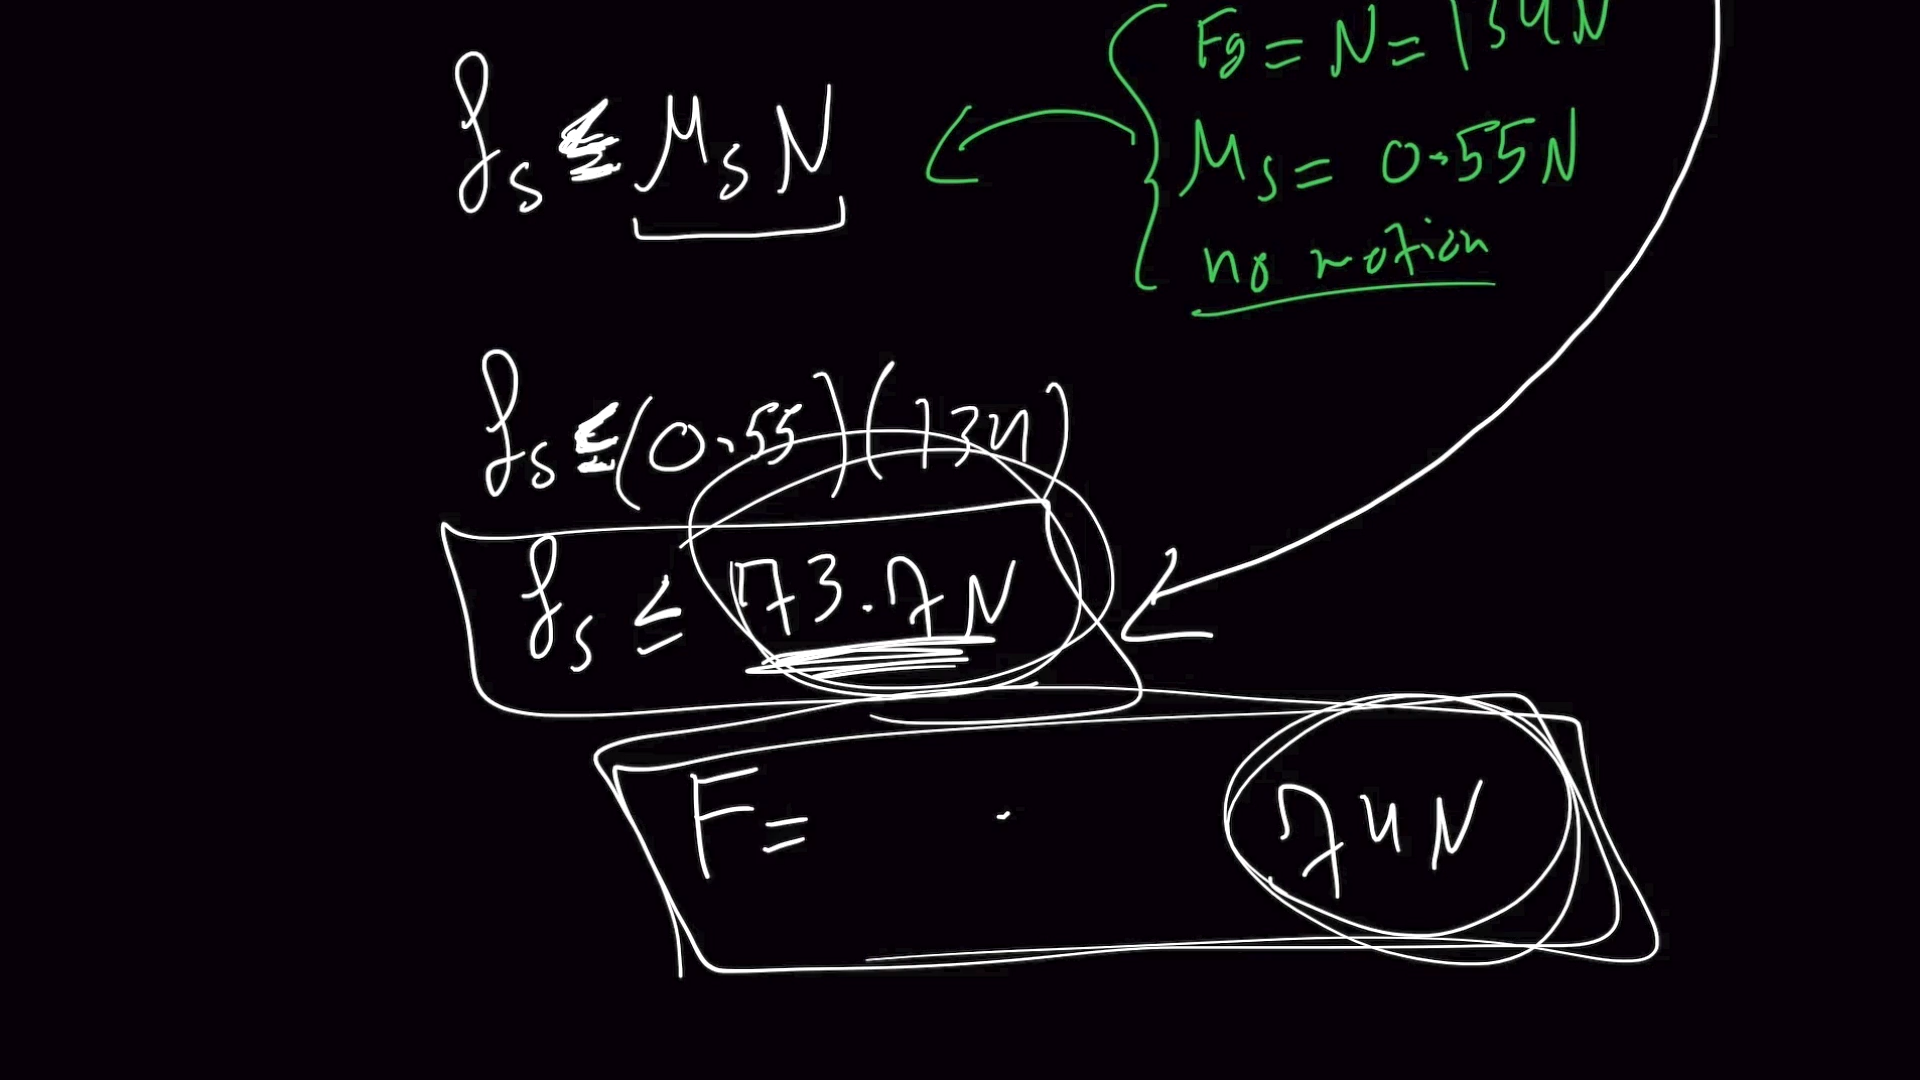 Fg = N = 134N
fs ≤ μs N
μs = 0.55N
no motion
fs ≤ (0.55)(134)
fs ≤ 73.7N
F = 74N